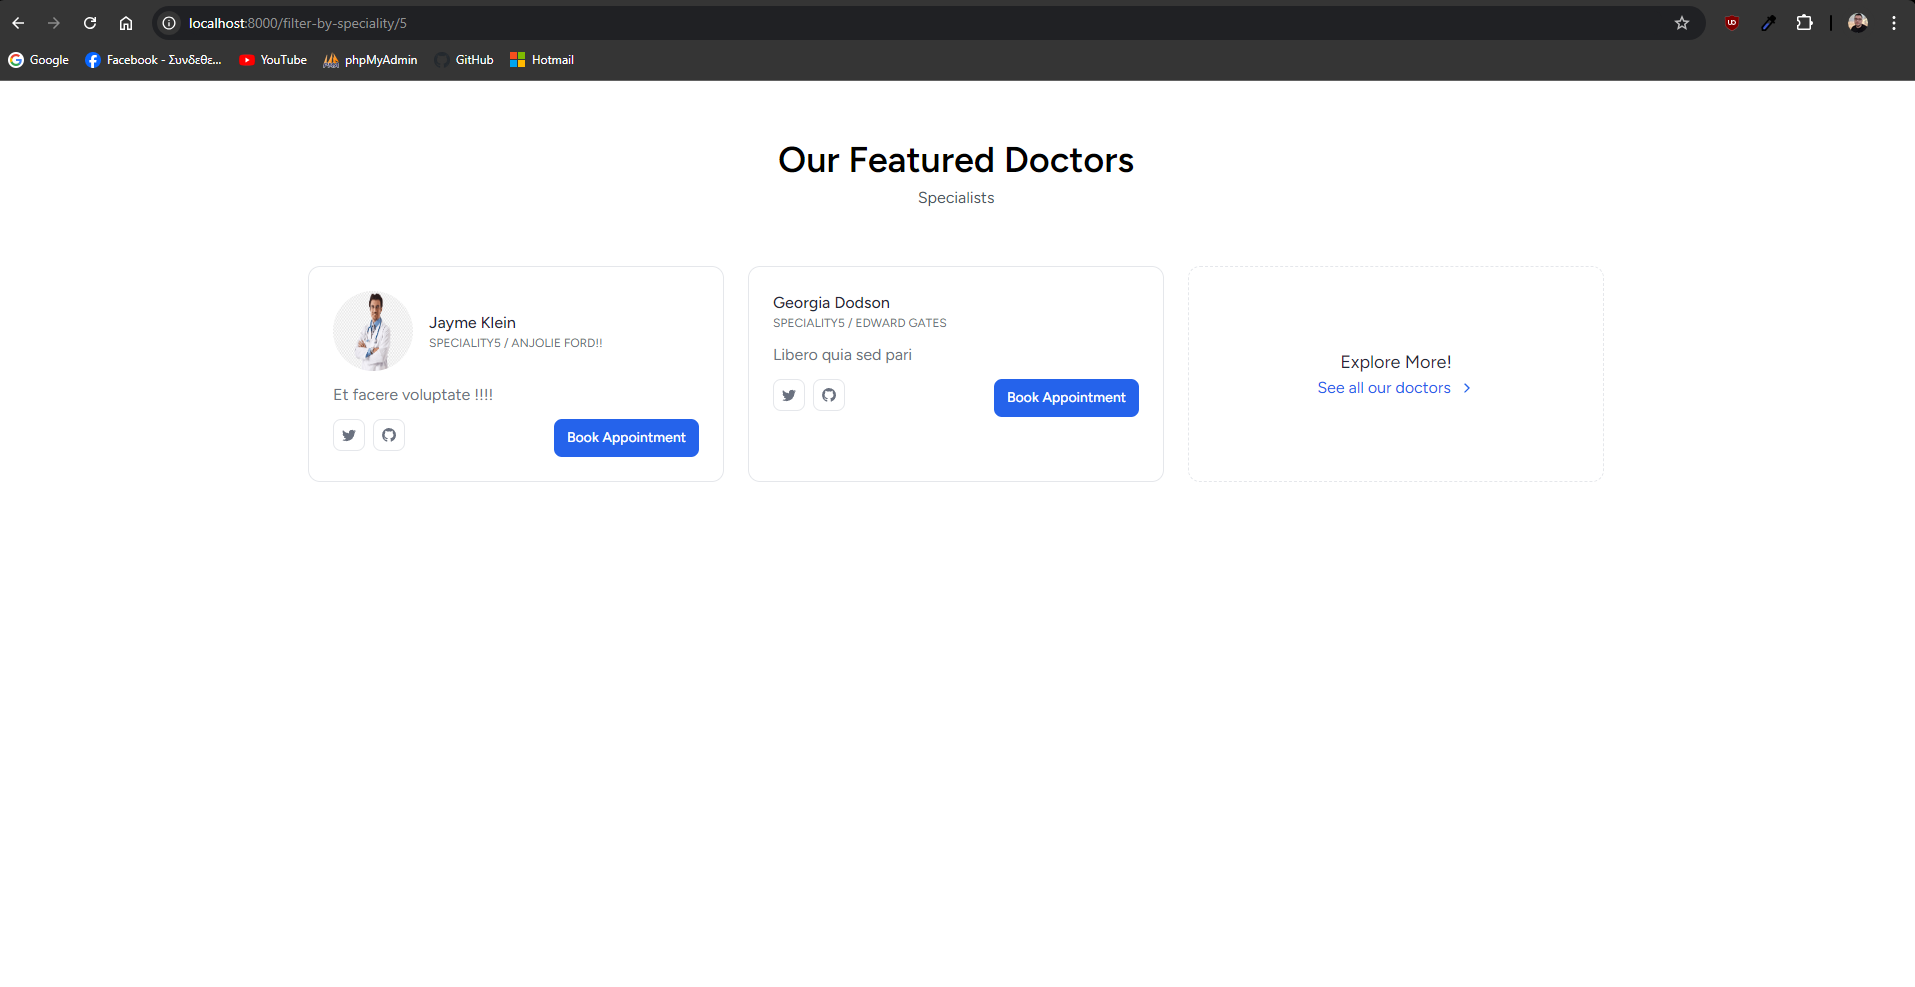 localhost:8000/filter-by-speciality/5
Google Facebook - Συνδεθε... YouTube phpMyAdmin GitHub Hotmail
Our Featured Doctors
Specialists
Jayme Klein
SPECIALITY5 / ANJOLIE FORD!!
Et facere voluptate !!!!
Book Appointment
Georgia Dodson
SPECIALITY5 / EDWARD GATES
Libero quia sed pari
Book Appointment
Explore More!
See all our doctors